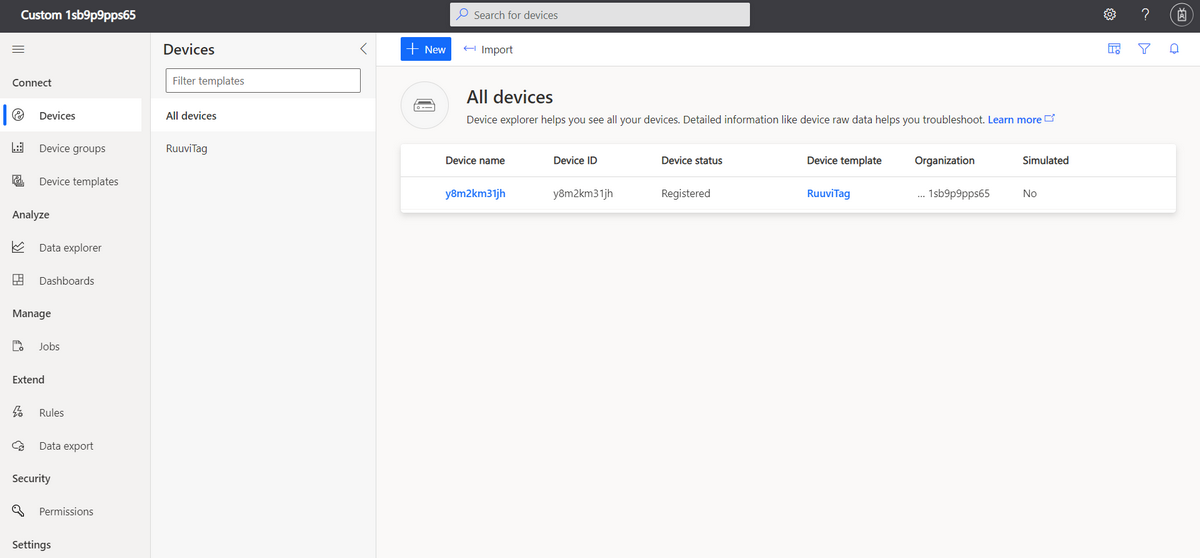 Custom 1sb9p9pps65
Search for devices
?
Connect
Devices
Device groups
Device templates
Analyze
Data explorer
Dashboards
Manage
Jobs
Extend
Rules
Data export
Security
Permissions
Settings
Devices
Filter templates
All devices
RuuviTag
New
Import
All devices
Device explorer helps you see all your devices. Detailed information like device raw data helps you troubleshoot. Learn more
Device name Device ID Device status Device template Organization Simulated
y8m2km31jh y8m2km31jh Registered RuuviTag ... 1sb9p9pps65 No